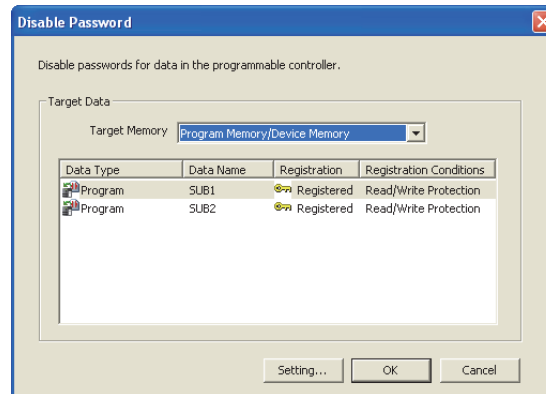 Disable Password
Disable passwords for data in the programmable controller.
Target Data
Target Memory Program Memory/Device Memory
Data Type Data Name Registration Registration Conditions
Program SUB1 Registered Read/Write Protection
Program SUB2 Registered Read/Write Protection
Setting... OK Cancel